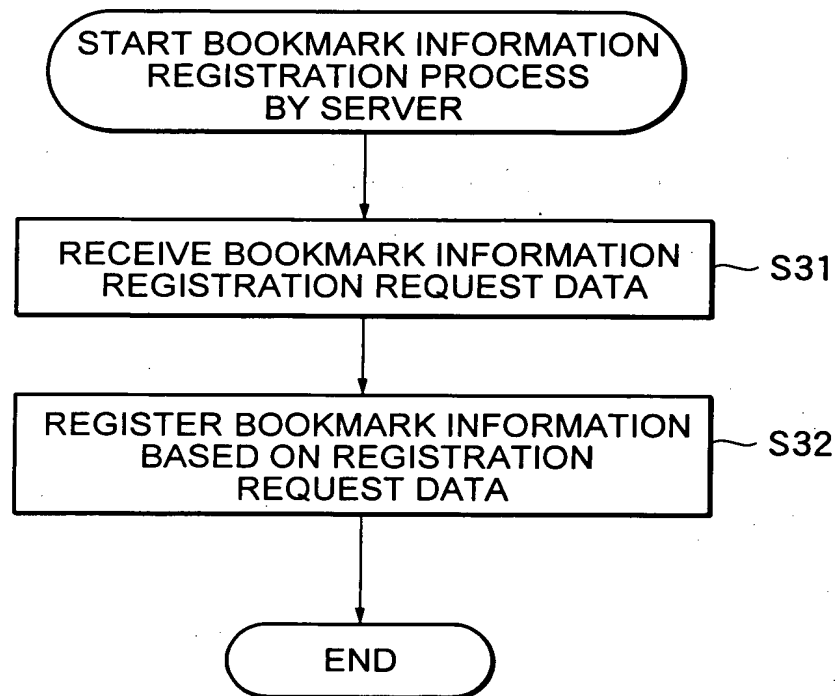 START BOOKMARK INFORMATION
REGISTRATION PROCESS
BY SERVER
RECEIVE BOOKMARK INFORMATION
REGISTRATION REQUEST DATA
S31
REGISTER BOOKMARK INFORMATION
BASED ON REGISTRATION
REQUEST DATA
S32
END